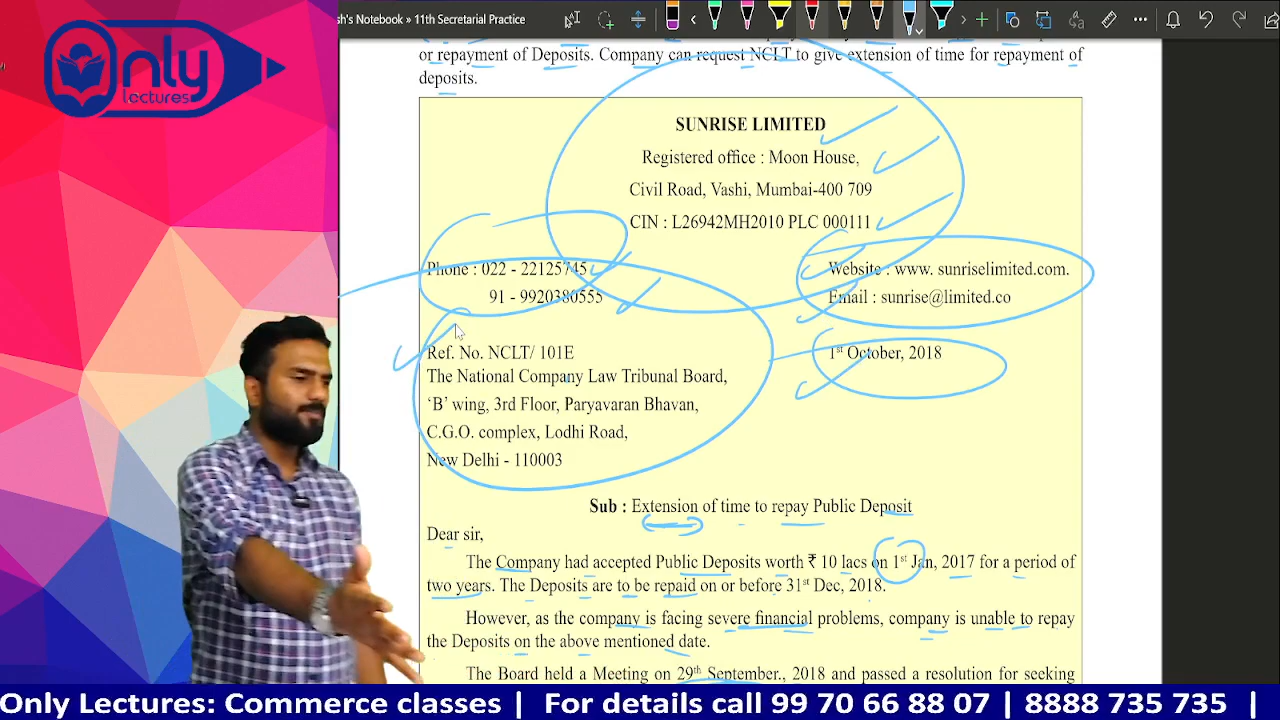 sh's Notebook » 11th Secretarial Practice
Only
lectures
or repayment of Deposits. Company can request NCLT to give extension of time for repayment of
deposits.
SUNRISE LIMITED
Registered office : Moon House,
Civil Road, Vashi, Mumbai-400 709
CIN : L26942MH2010 PLC 000111
Phone : 022 - 22125745
91 - 9920380555
Website : www. sunriselimited.com.
Email : sunrise@limited.co
Ref. No. NCLT/ 101E
1st October, 2018
The National Company Law Tribunal Board,
‘B’ wing, 3rd Floor, Paryavaran Bhavan,
C.G.O. complex, Lodhi Road,
New Delhi - 110003
Sub : Extension of time to repay Public Deposit
Dear sir,
The Company had accepted Public Deposits worth ₹ 10 lacs on 1st Jan, 2017 for a period of
two years. The Deposits are to be repaid on or before 31st Dec, 2018.
However, as the company is facing severe financial problems, company is unable to repay
the Deposits on the above mentioned date.
The Board held a Meeting on 29th September., 2018 and passed a resolution for seeking
Only Lectures: Commerce classes | For details call 99 70 66 88 07 | 8888 735 735 |